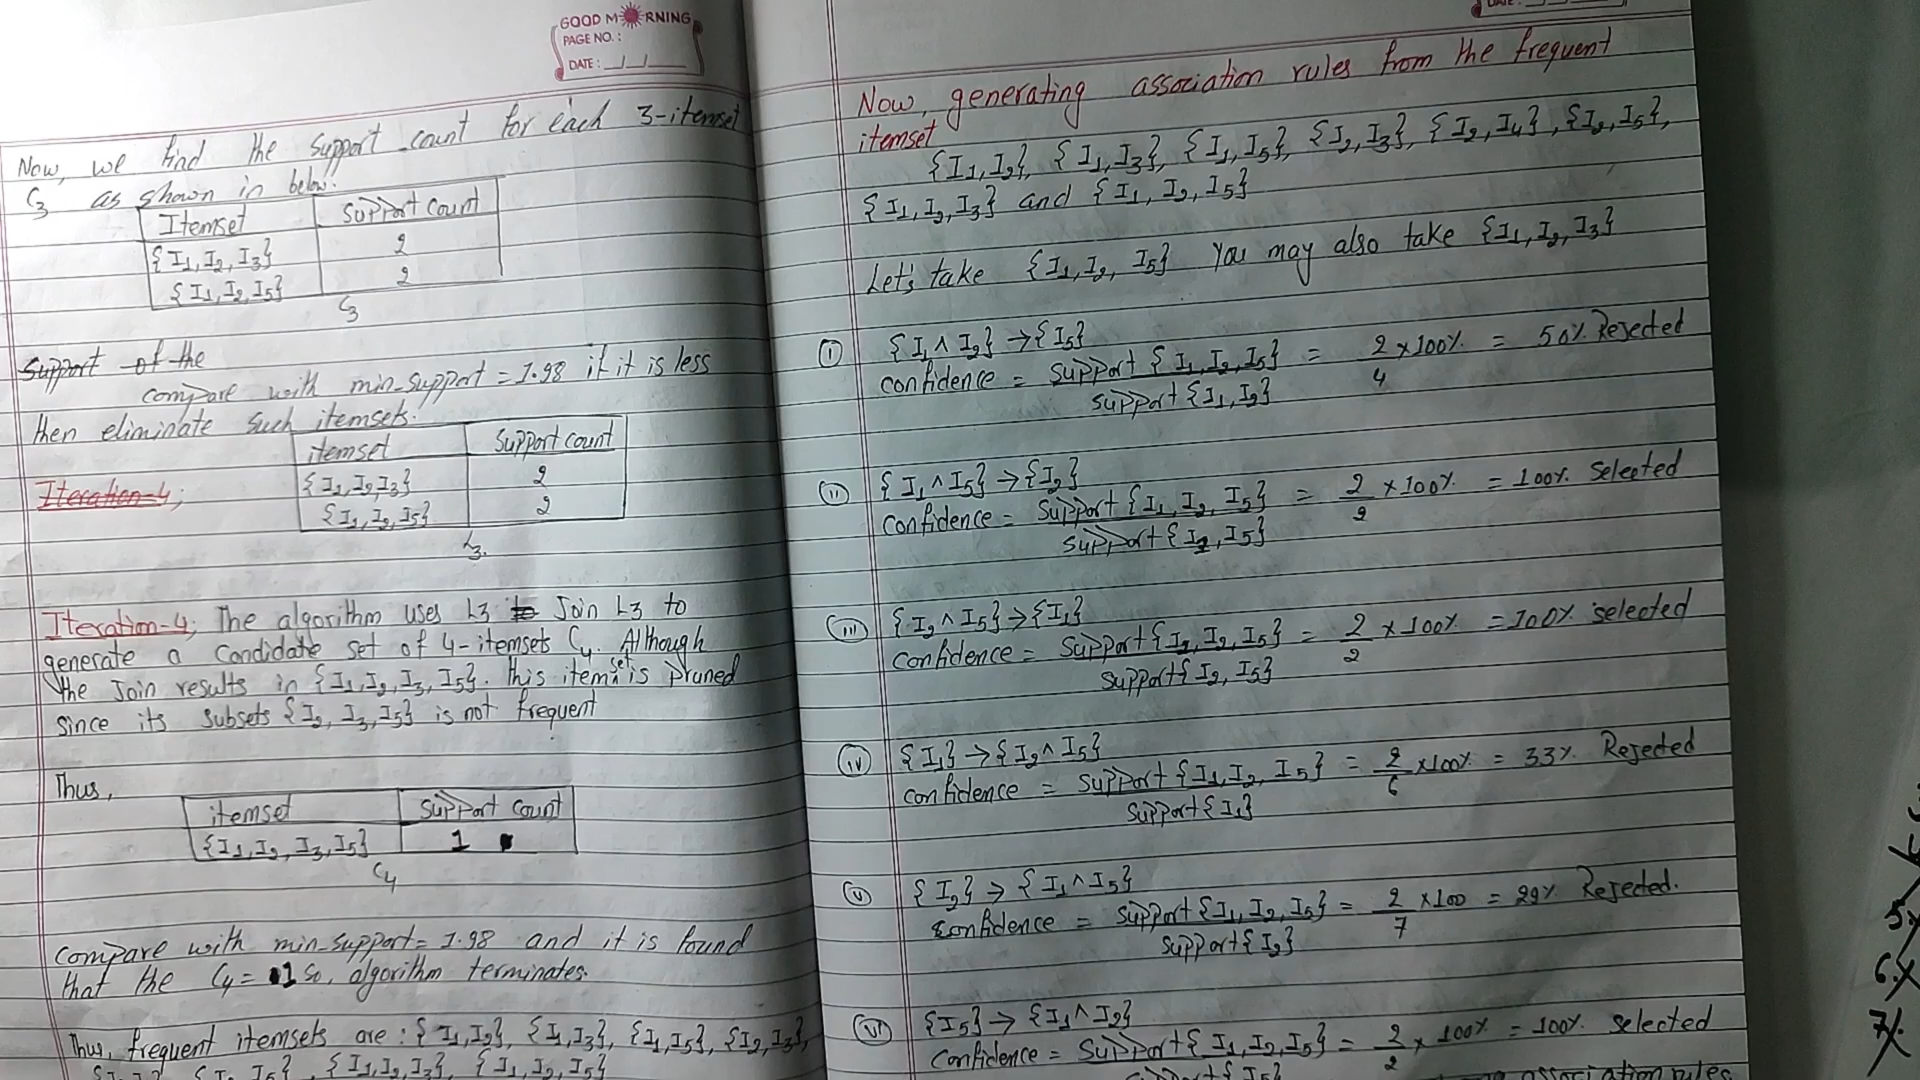 GOOD MORNING
PAGE NO. :
DATE :
Now, we find the support count for each 3-itemset
C3 as shown in below:
Itemset Support Count
{I1, I2, I3} 2
{I1, I2, I5} 2
C3
Support of the
compare with min-support = 1.98 if it is less
then eliminate such itemsets.
itemset Support count
Iteration-4; {I1, I2, I3} 2
{I1, I2, I5} 2
L3.
Iteration-4; The algorithm uses L3 to Join L3 to
generate a Candidate set of 4-itemsets C4. Although
the Join results in {I1, I2, I3, I5}. this itemset is pruned
since its subsets {I2, I3, I5} is not frequent
Thus,
itemset Support Count
{I1, I2, I3, I5} 1
C4
Compare with min-support = 1.98 and it is found
that the C4 = 1 so, algorithm terminates.
Thus, frequent itemsets are : {I1, I2}, {I1, I3}, {I1, I5}, {I2, I3},
{I1, I2, I3}, {I1, I2, I5}
DATE :
Now, generating association rules from the frequent
itemset
{I1, I2}, {I1, I3}, {I1, I5}, {I2, I3}, {I2, I4}, {I2, I5},
{I1, I2, I3} and {I1, I2, I5}
Let's take {I1, I2, I5} You may also take {I1, I2, I3}
(i) {I1 ^ I2} → {I5}
confidence = Support {I1, I2, I5} = 2 × 100% = 50% Rejected
Support {I1, I2} 4
(ii) {I1 ^ I5} → {I2}
confidence = Support {I1, I2, I5} = 2 × 100% = 100% Selected
Support {I1, I5} 2
(iii) {I2 ^ I5} → {I1}
confidence = Support {I1, I2, I5} = 2 × 100% = 100% selected
Support {I2, I5} 2
(iv) {I1} → {I2 ^ I5}
confidence = Support {I1, I2, I5} = 2 × 100% = 33% Rejected
Support {I1} 6
(v) {I2} → {I1 ^ I5}
confidence = Support {I1, I2, I5} = 2 × 100 = 29% Rejected.
Support {I2} 7
(vi) {I5} → {I1 ^ I2}
Confidence = Support {I1, I2, I5} = 2 × 100% = 100% selected
Support {I5} 2
association rules
6.
7.